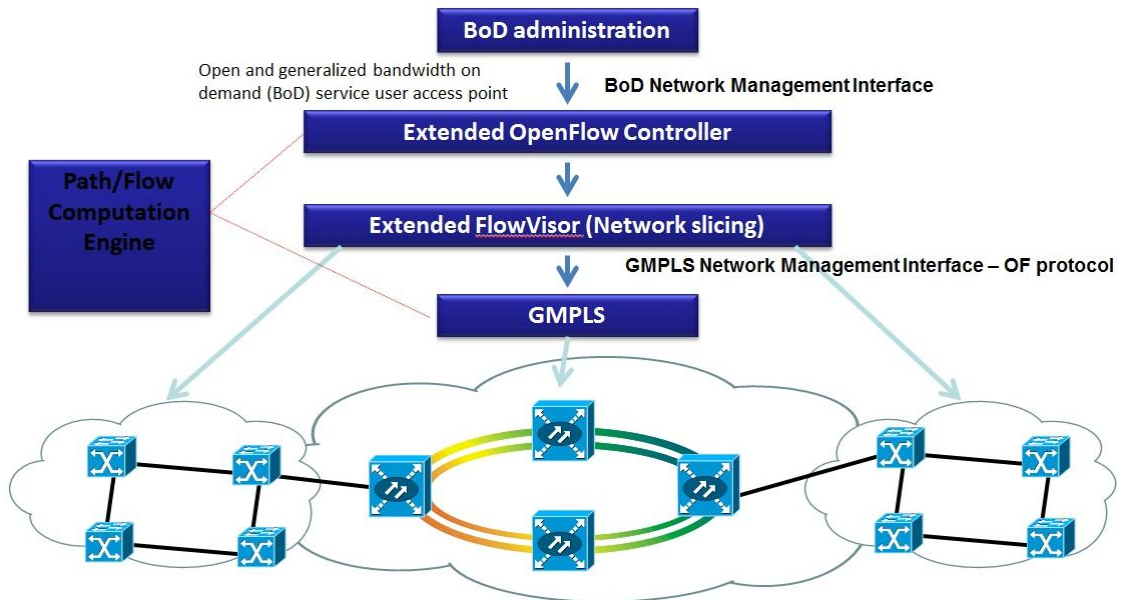 BoD administration
Open and generalized bandwidth on
demand (BoD) service user access point
BoD Network Management Interface
Extended OpenFlow Controller
Path/Flow
Computation
Engine
Extended FlowVisor (Network slicing)
GMPLS Network Management Interface – OF protocol
GMPLS